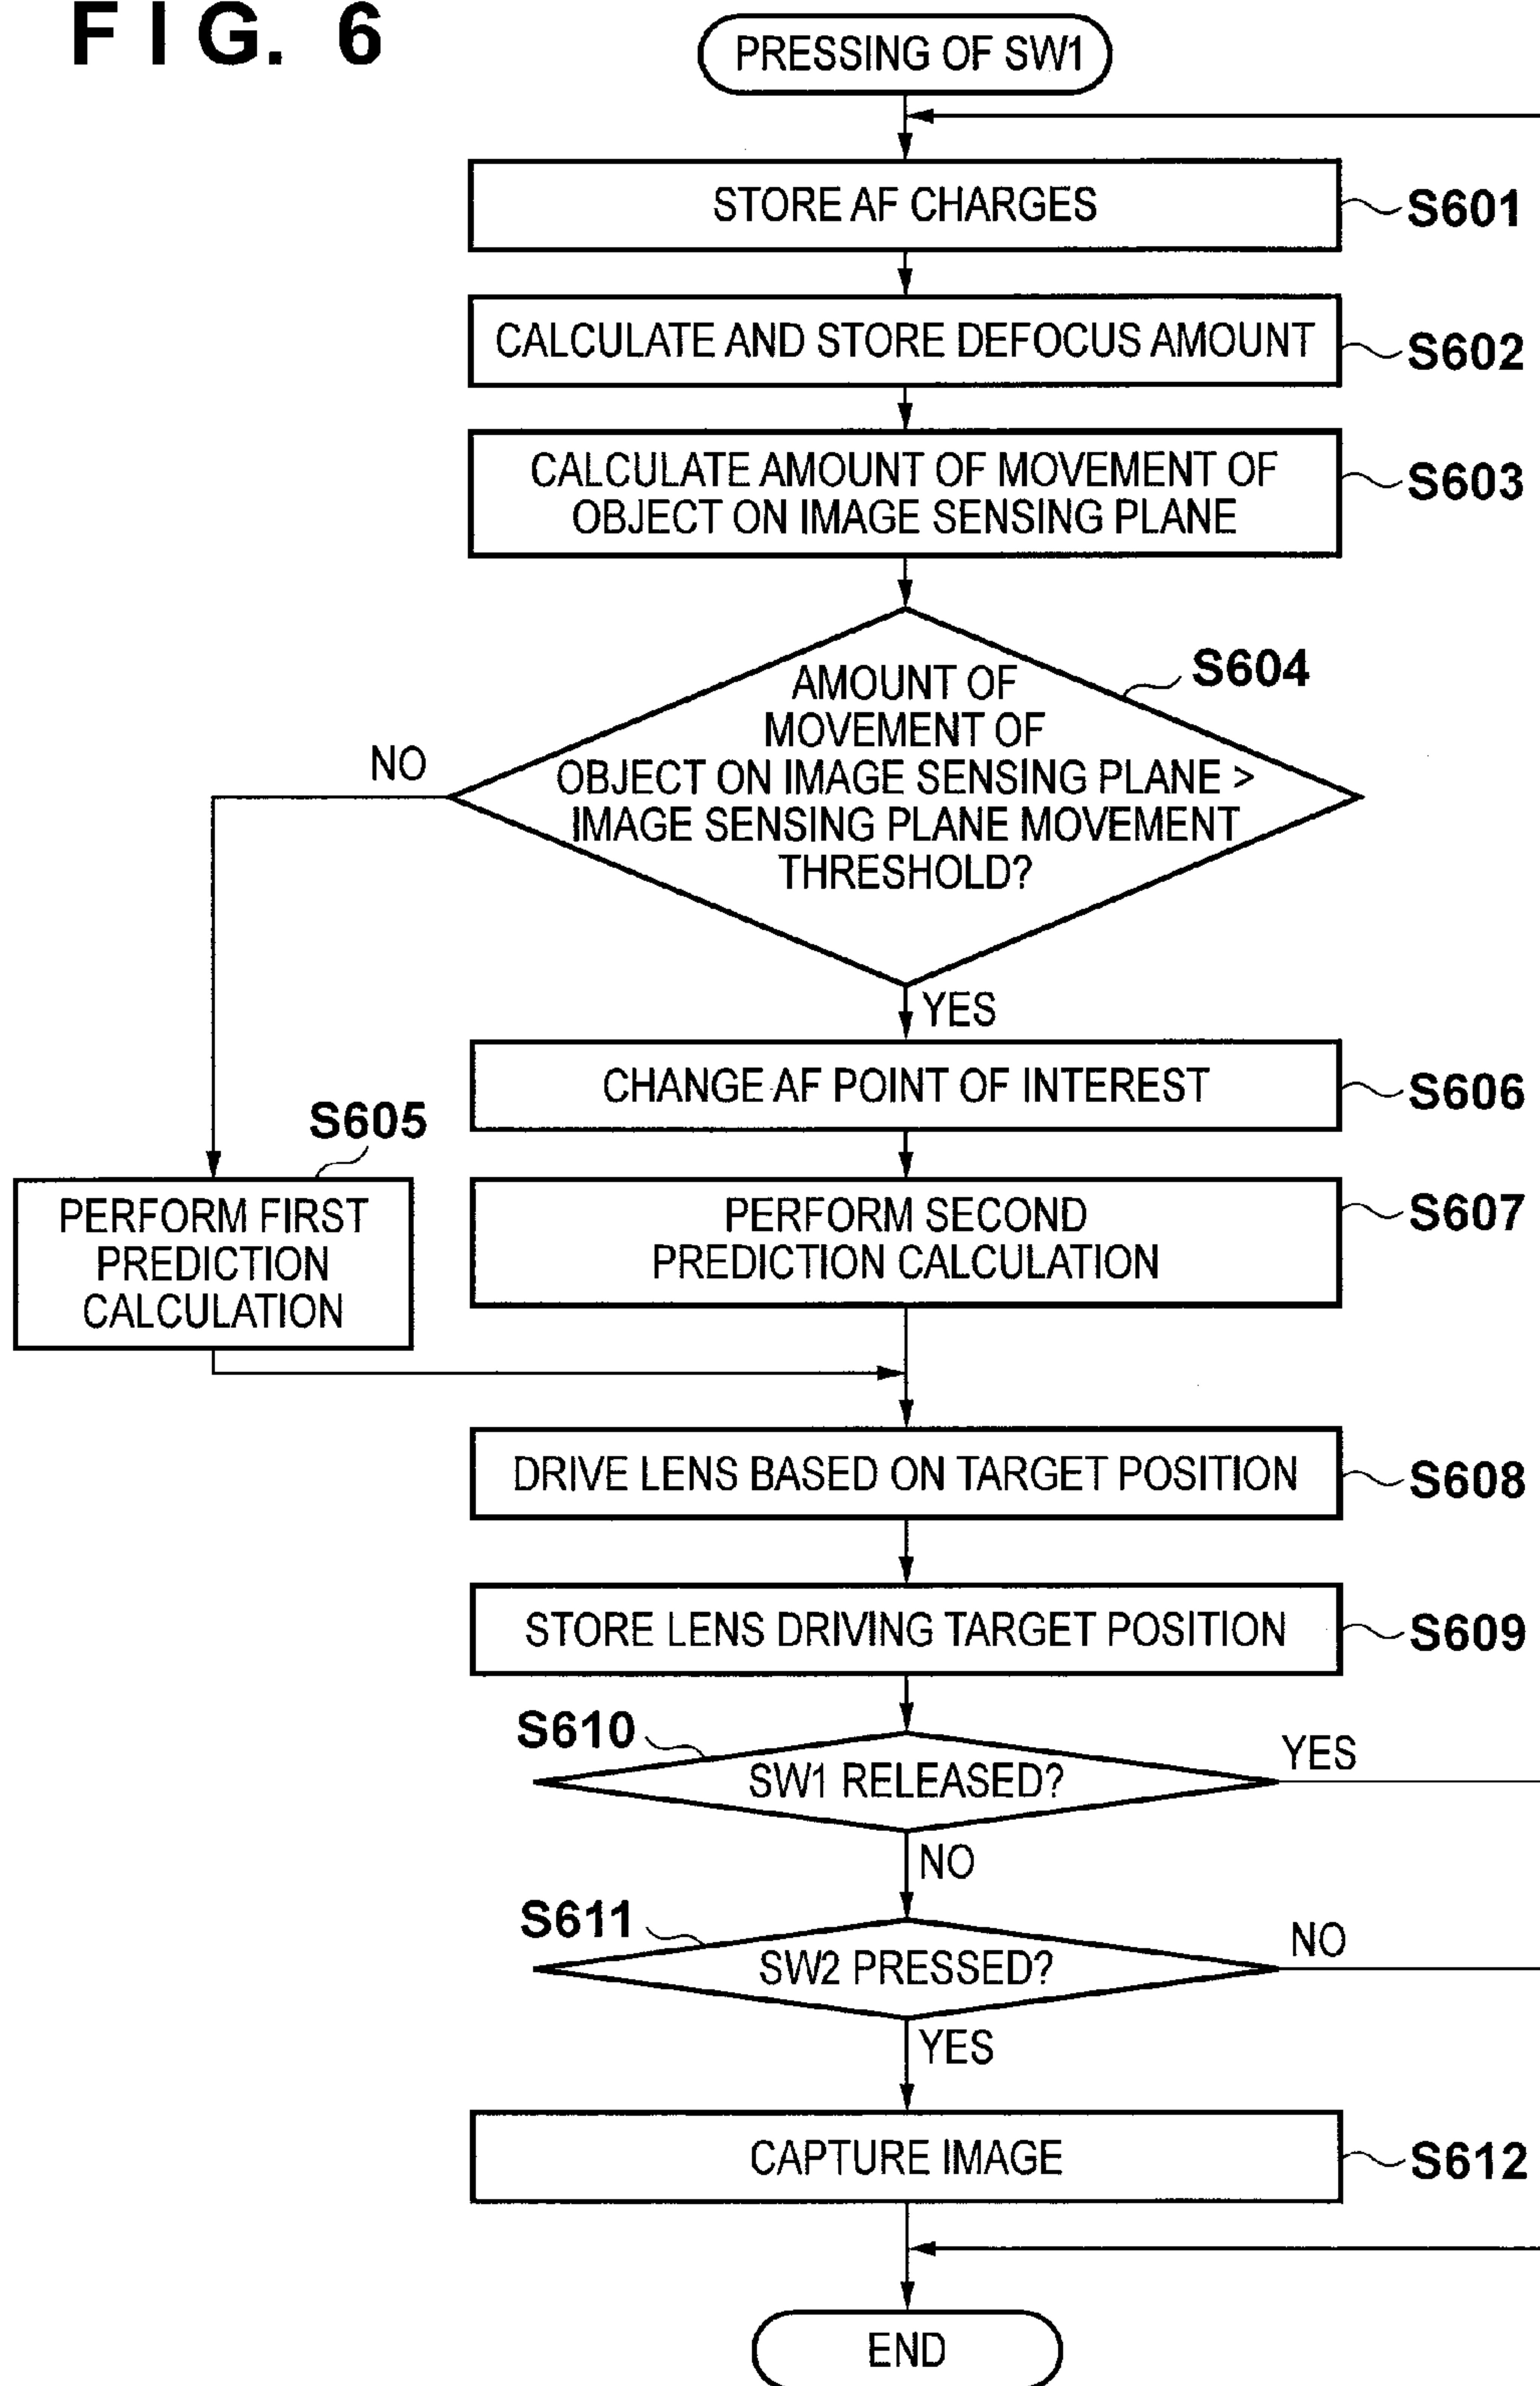 FIG. 6
PRESSING OF SW1
STORE AF CHARGES
S601
CALCULATE AND STORE DEFOCUS AMOUNT
S602
CALCULATE AMOUNT OF MOVEMENT OF
OBJECT ON IMAGE SENSING PLANE
S603
AMOUNT OF
MOVEMENT OF
OBJECT ON IMAGE SENSING PLANE >
IMAGE SENSING PLANE MOVEMENT
THRESHOLD?
S604
NO
YES
CHANGE AF POINT OF INTEREST
S606
S605
PERFORM FIRST
PREDICTION
CALCULATION
PERFORM SECOND
PREDICTION CALCULATION
S607
DRIVE LENS BASED ON TARGET POSITION
S608
STORE LENS DRIVING TARGET POSITION
S609
S610
SW1 RELEASED?
YES
NO
S611
SW2 PRESSED?
NO
YES
CAPTURE IMAGE
S612
END